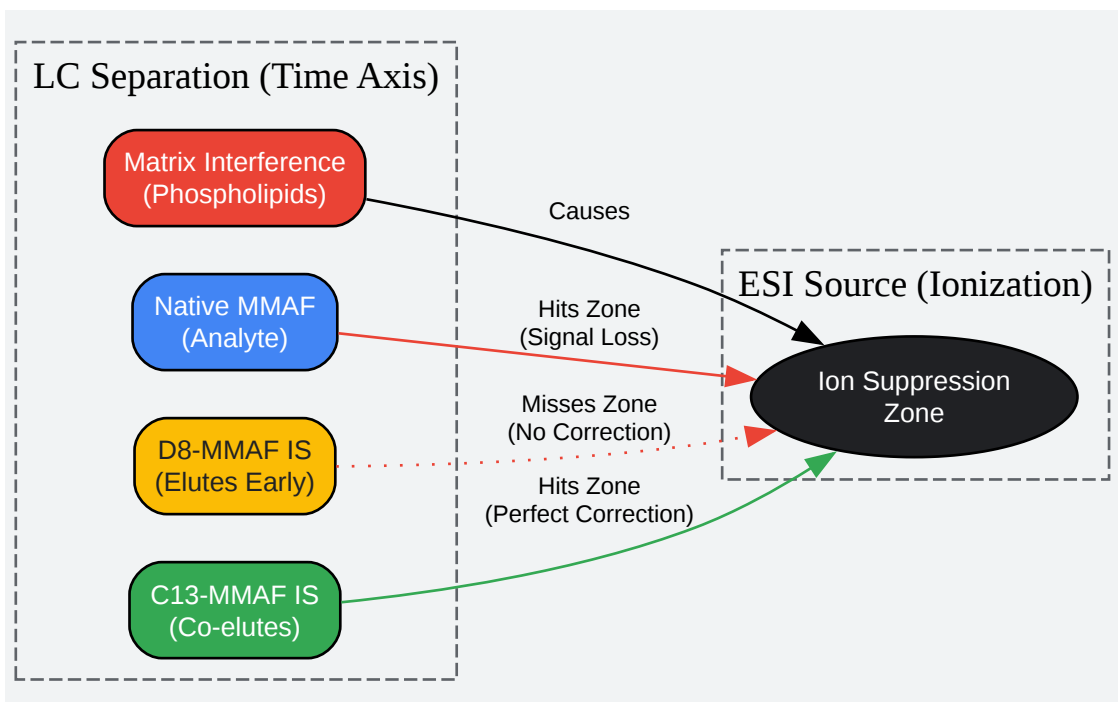 LC Separation (Time Axis)
Matrix Interference
(Phospholipids)
Causes
ESI Source (Ionization)
Native MMAF
(Analyte)
Hits Zone
(Signal Loss)
Ion Suppression
Zone
D8-MMAF IS
(Elutes Early)
Misses Zone
(No Correction)
Hits Zone
(Perfect Correction)
C13-MMAF IS
(Co-elutes)